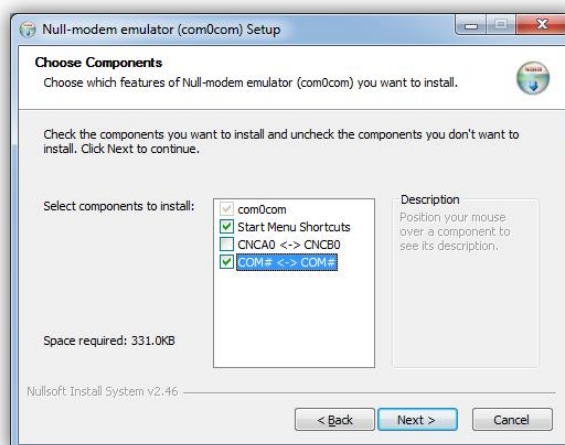 Null-modem emulator (com0com) Setup
Choose Components
Choose which features of Null-modem emulator (com0com) you want to install.
Check the components you want to install and uncheck the components you don't want to
install. Click Next to continue.
Select components to install:
com0com
Start Menu Shortcuts
CNCA0 <-> CNCB0
COM# <-> COM#
Description
Position your mouse
over a component to
see its description.
Space required: 331.0KB
Nullsoft Install System v2.46
< Back
Next >
Cancel